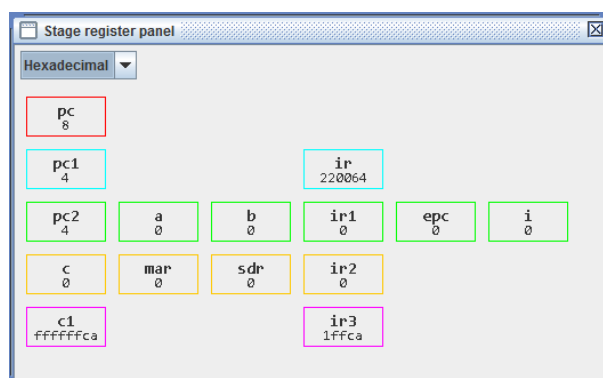 Stage register panel
Hexadecimal
pc
8
pc1
4
ir
220064
pc2
4
a
0
b
0
ir1
0
epc
0
i
0
c
0
mar
0
sdr
0
ir2
0
c1
ffffffca
ir3
1ffca